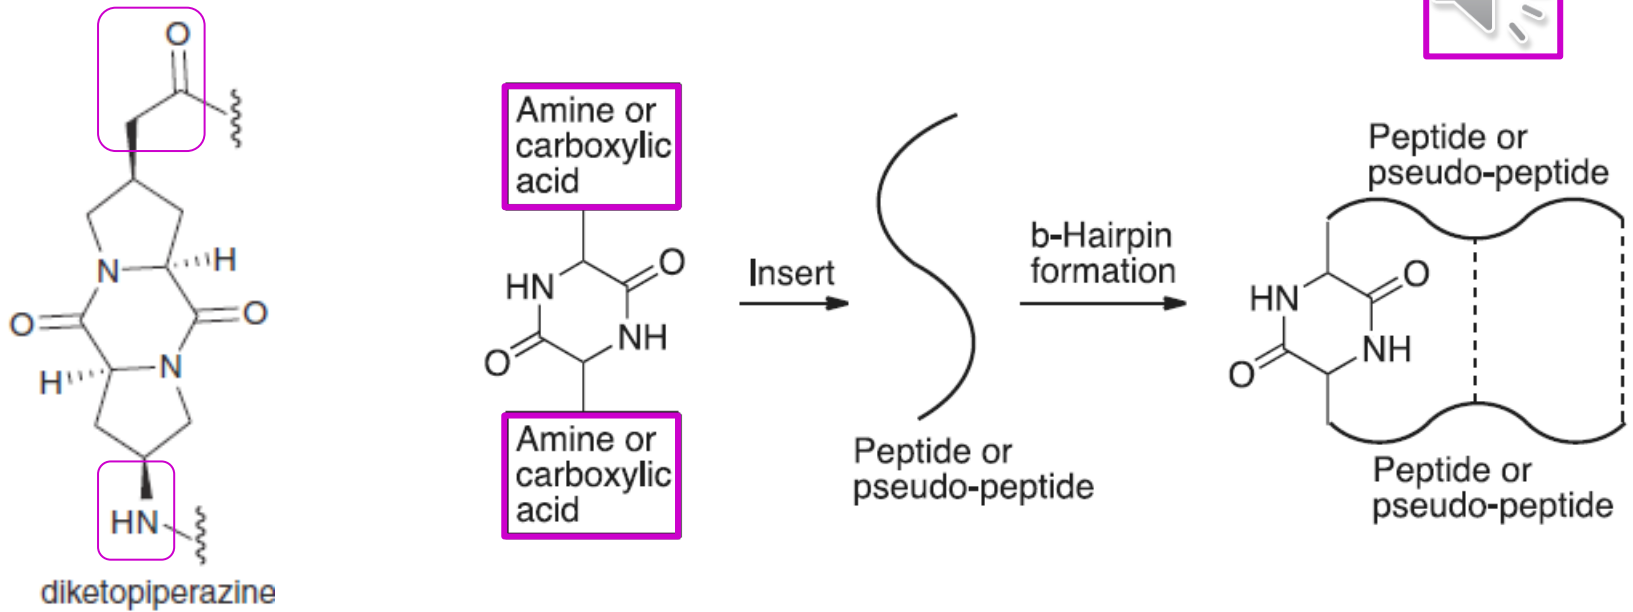 O
N
H
O
O
N
H
HN
diketopiperazine
Amine or
carboxylic
acid
O
HN
NH
O
Amine or
carboxylic
acid
Insert
Peptide or
pseudo-peptide
b-Hairpin
formation
Peptide or
pseudo-peptide
O
HN
NH
O
Peptide or
pseudo-peptide